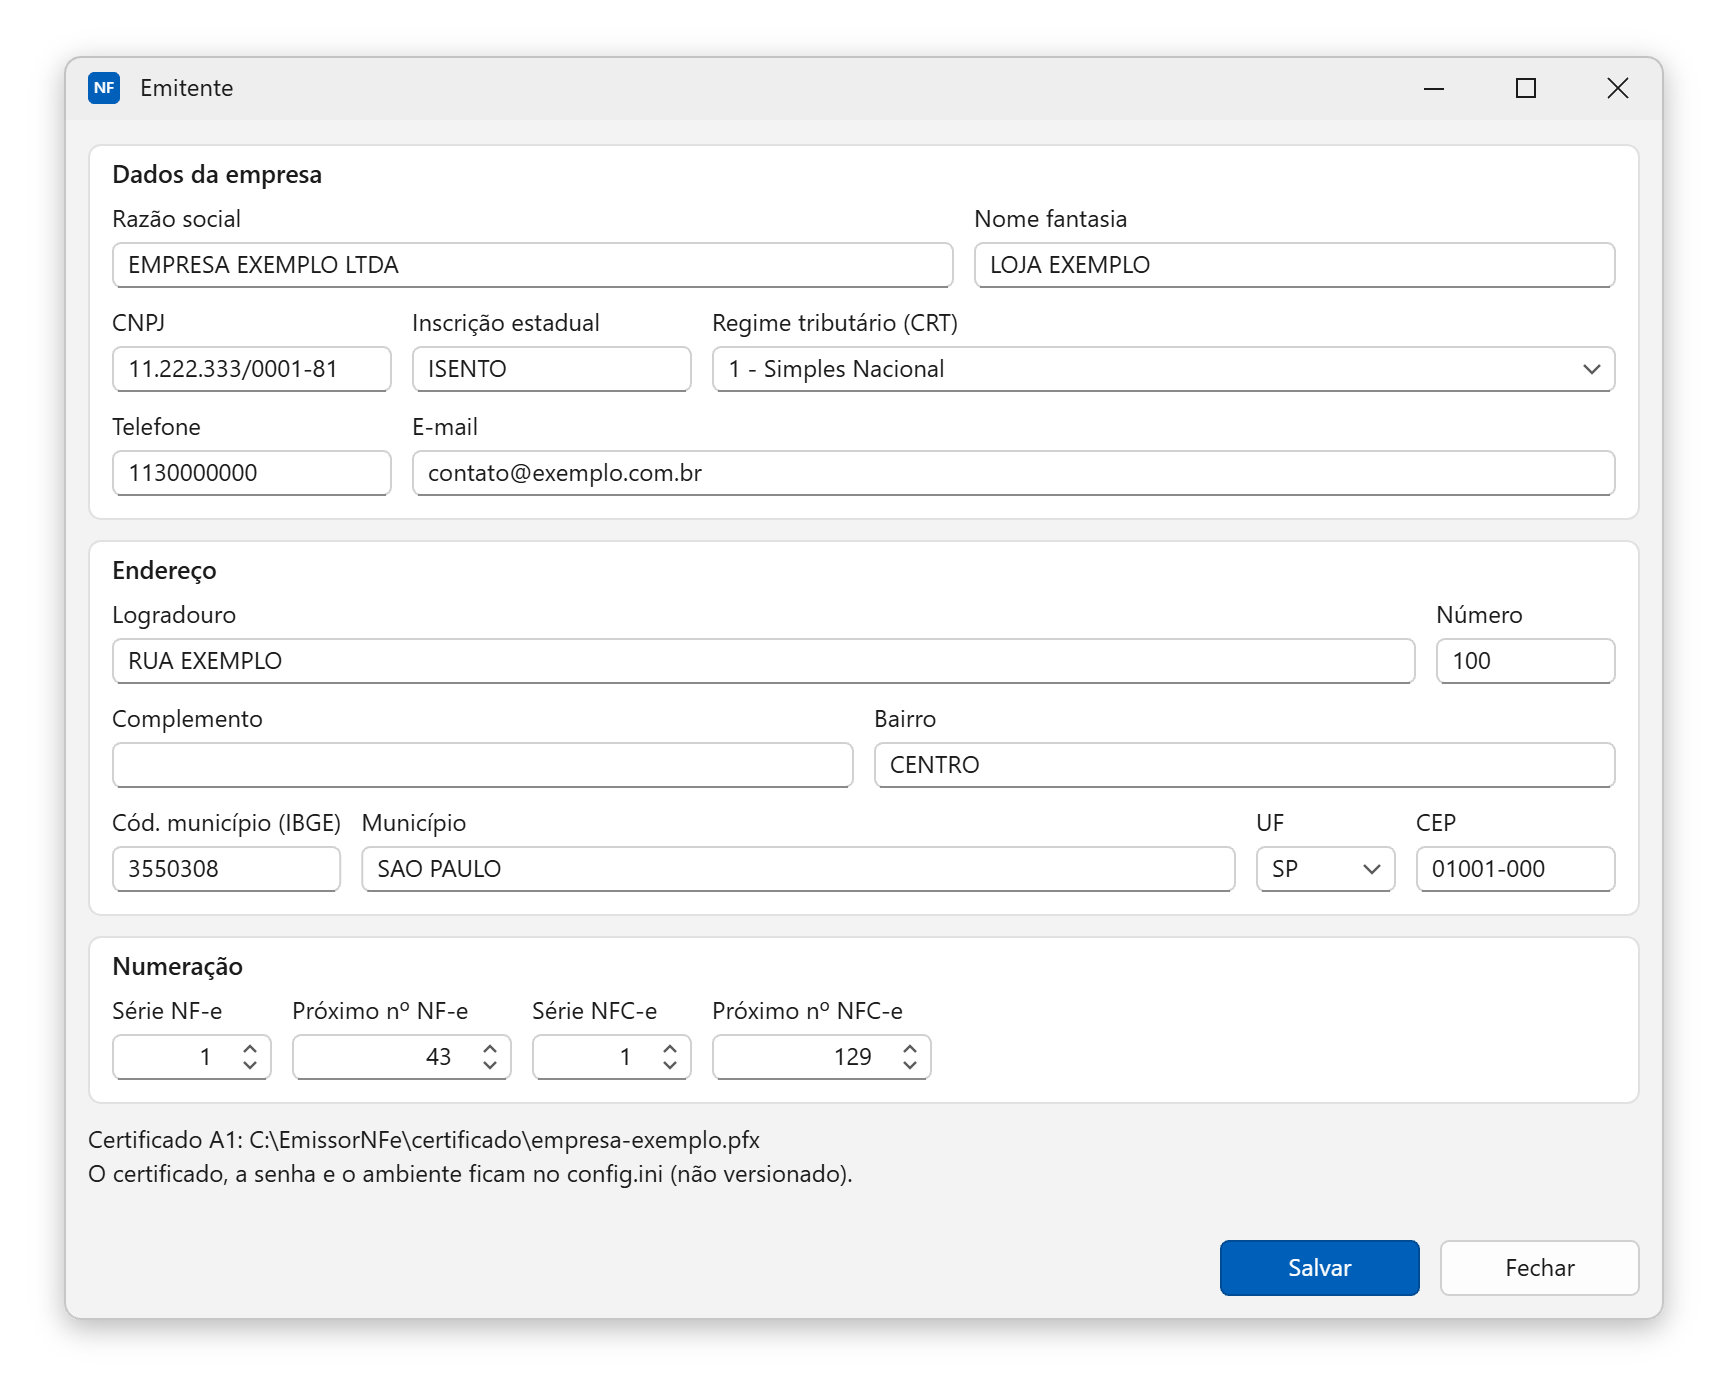 NF Emitente
Dados da empresa
Razão social Nome fantasia
EMPRESA EXEMPLO LTDA LOJA EXEMPLO
CNPJ Inscrição estadual Regime tributário (CRT)
11.222.333/0001-81 ISENTO 1 - Simples Nacional
Telefone E-mail
1130000000 contato@exemplo.com.br
Endereço
Logradouro Número
RUA EXEMPLO 100
Complemento Bairro
CENTRO
Cód. município (IBGE) Município UF CEP
3550308 SAO PAULO SP 01001-000
Numeração
Série NF-e Próximo nº NF-e Série NFC-e Próximo nº NFC-e
1 43 1 129
Certificado A1: C:\EmissorNFe\certificado\empresa-exemplo.pfx
O certificado, a senha e o ambiente ficam no config.ini (não versionado).
Salvar Fechar